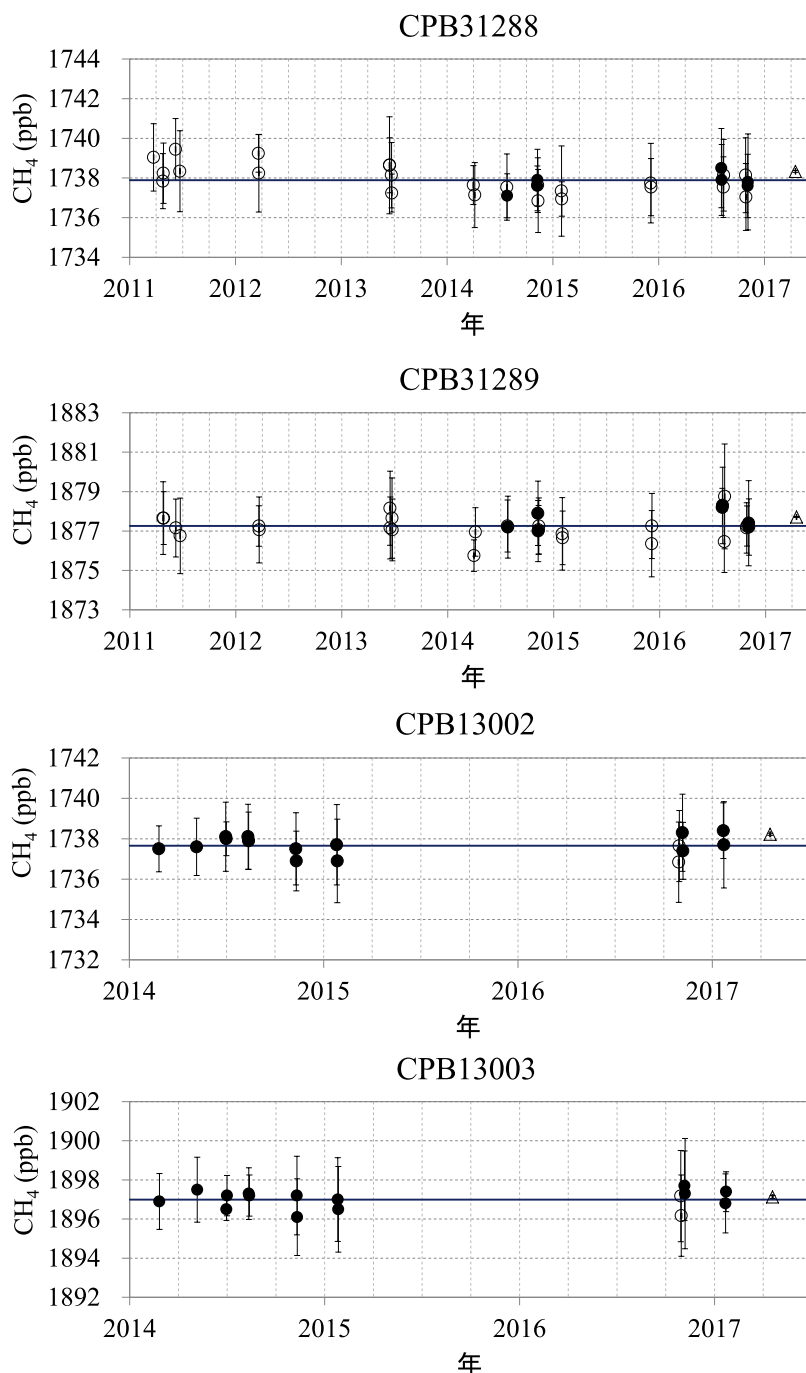 CPB31288
CH₄ (ppb)
1744
1742
1740
1738
1736
1734
2011 2012 2013 2014 2015 2016 2017
年
CPB31289
CH₄ (ppb)
1883
1881
1879
1877
1875
1873
2011 2012 2013 2014 2015 2016 2017
年
CPB13002
CH₄ (ppb)
1742
1740
1738
1736
1734
1732
2014 2015 2016 2017
年
CPB13003
CH₄ (ppb)
1902
1900
1898
1896
1894
1892
2014 2015 2016 2017
年